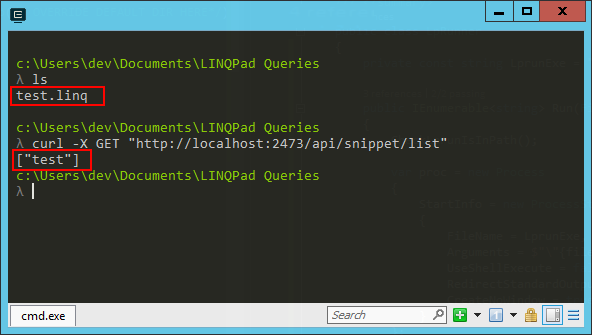 c:\Users\dev\Documents\LINQPad Queries
λ ls
test.linq
c:\Users\dev\Documents\LINQPad Queries
λ curl -X GET "http://localhost:2473/api/snippet/list"
["test"]
c:\Users\dev\Documents\LINQPad Queries
λ
cmd.exe
Search